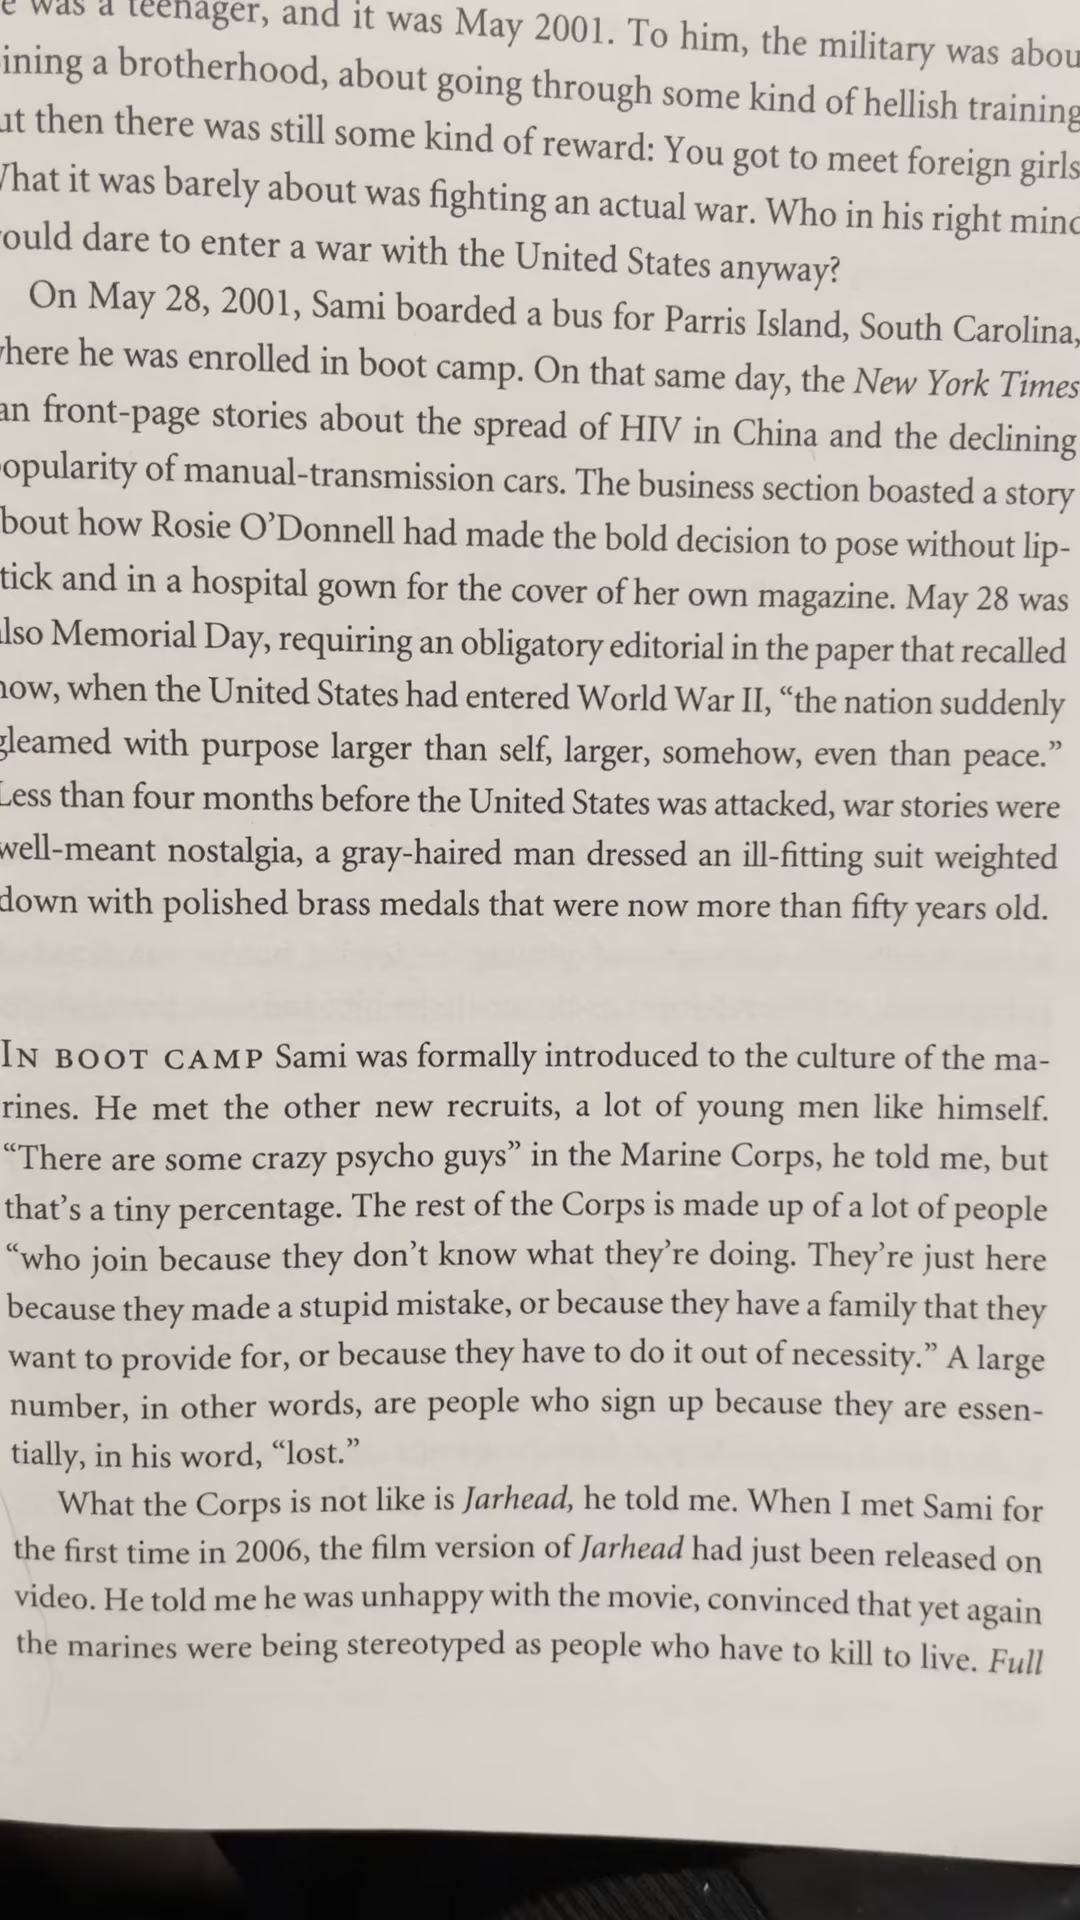 was a teenager, and it was May 2001. To him, the military was abou
ining a brotherhood, about going through some kind of hellish training
ut then there was still some kind of reward: You got to meet foreign girls
hat it was barely about was fighting an actual war. Who in his right mind
ould dare to enter a war with the United States anyway?
On May 28, 2001, Sami boarded a bus for Parris Island, South Carolina,
here he was enrolled in boot camp. On that same day, the New York Times
an front-page stories about the spread of HIV in China and the declining
opularity of manual-transmission cars. The business section boasted a story
bout how Rosie O'Donnell had made the bold decision to pose without lip-
tick and in a hospital gown for the cover of her own magazine. May 28 was
lso Memorial Day, requiring an obligatory editorial in the paper that recalled
how, when the United States had entered World War II, “the nation suddenly
gleamed with purpose larger than self, larger, somehow, even than peace.”
Less than four months before the United States was attacked, war stories were
well-meant nostalgia, a gray-haired man dressed an ill-fitting suit weighted
down with polished brass medals that were now more than fifty years old.
IN BOOT CAMP Sami was formally introduced to the culture of the ma-
rines. He met the other new recruits, a lot of young men like himself.
“There are some crazy psycho guys” in the Marine Corps, he told me, but
that's a tiny percentage. The rest of the Corps is made up of a lot of people
“who join because they don't know what they're doing. They're just here
because they made a stupid mistake, or because they have a family that they
want to provide for, or because they have to do it out of necessity.” A large
number, in other words, are people who sign up because they are essen-
tially, in his word, “lost.”
What the Corps is not like is Jarhead, he told me. When I met Sami for
the first time in 2006, the film version of Jarhead had just been released on
video. He told me he was unhappy with the movie, convinced that yet again
the marines were being stereotyped as people who have to kill to live. Full